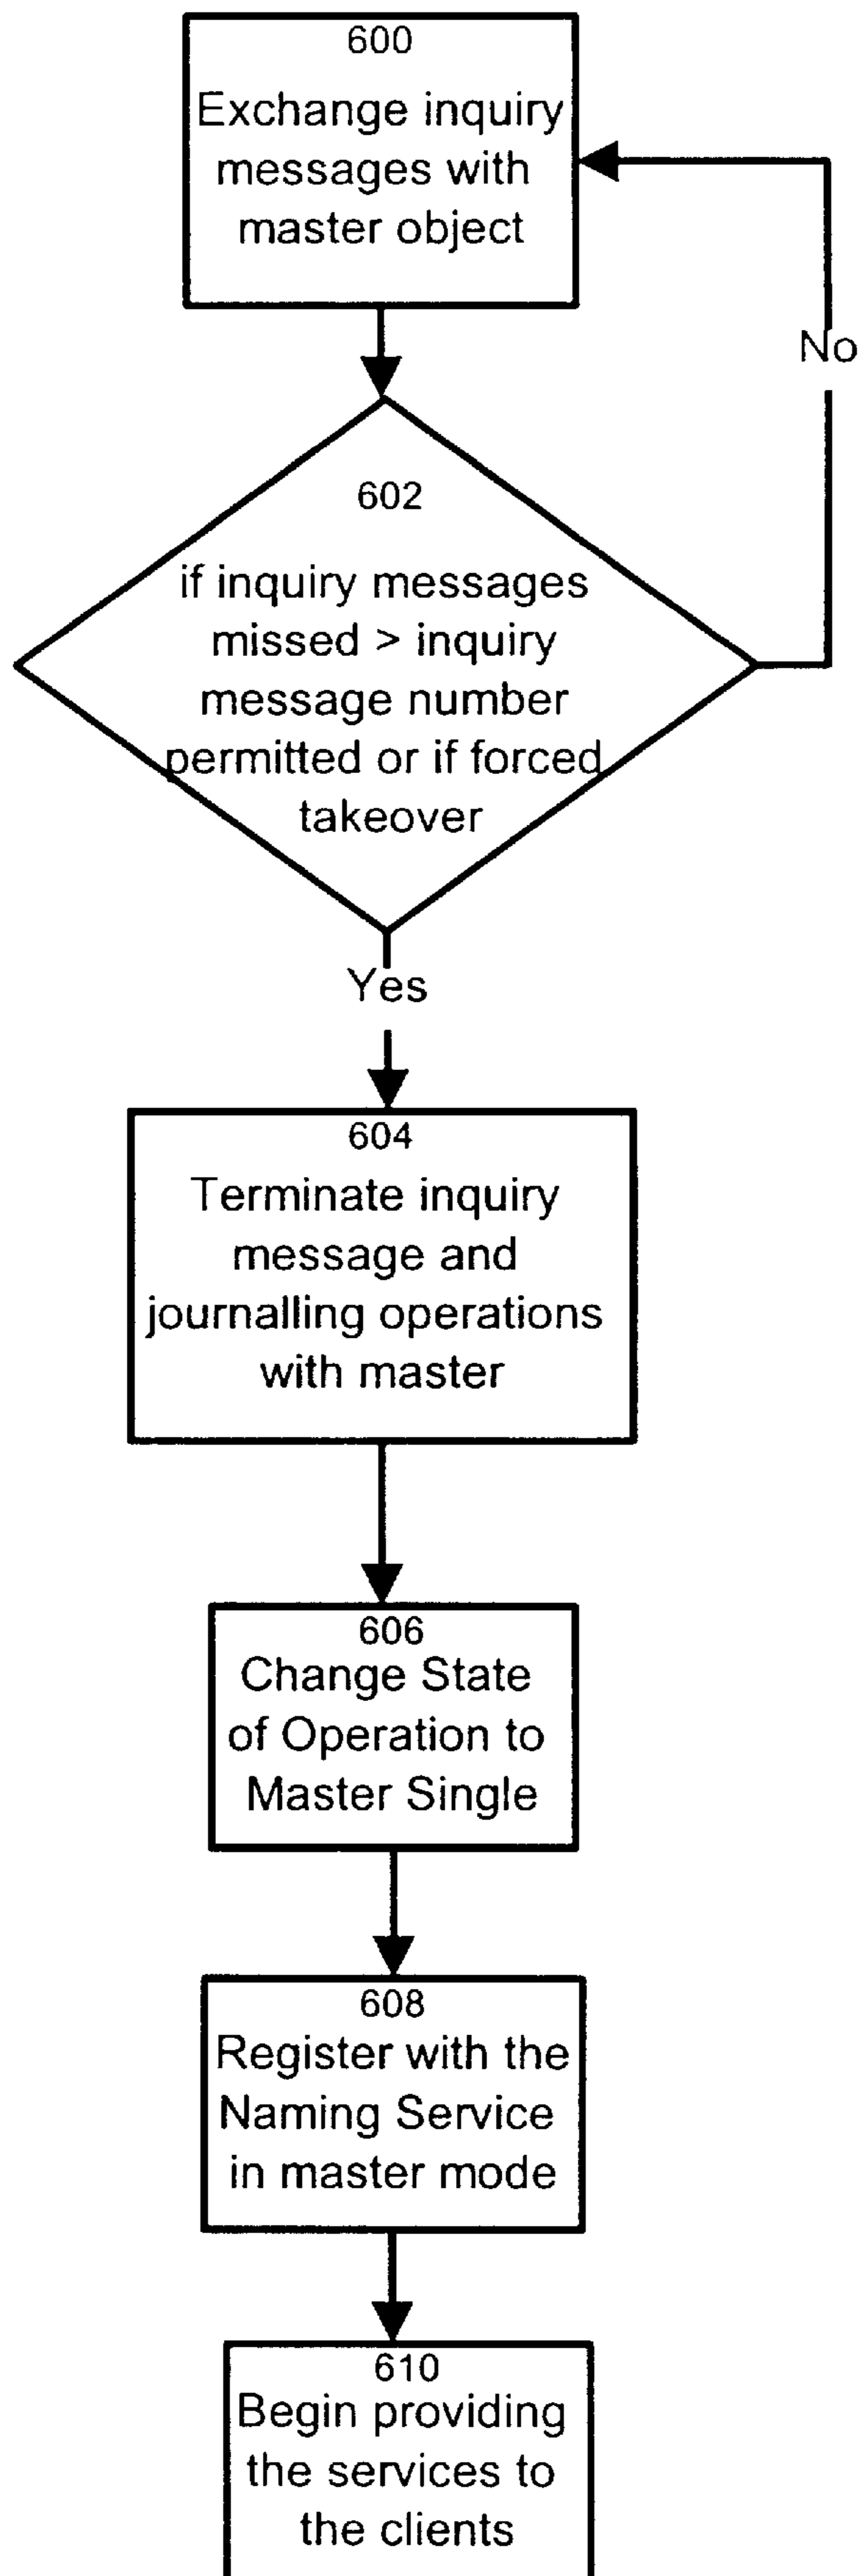 600
Exchange inquiry
messages with
master object
No
602
if inquiry messages
missed > inquiry
message number
permitted or if forced
takeover
Yes
604
Terminate inquiry
message and
journalling operations
with master
606
Change State
of Operation to
Master Single
608
Register with the
Naming Service
in master mode
610
Begin providing
the services to
the clients